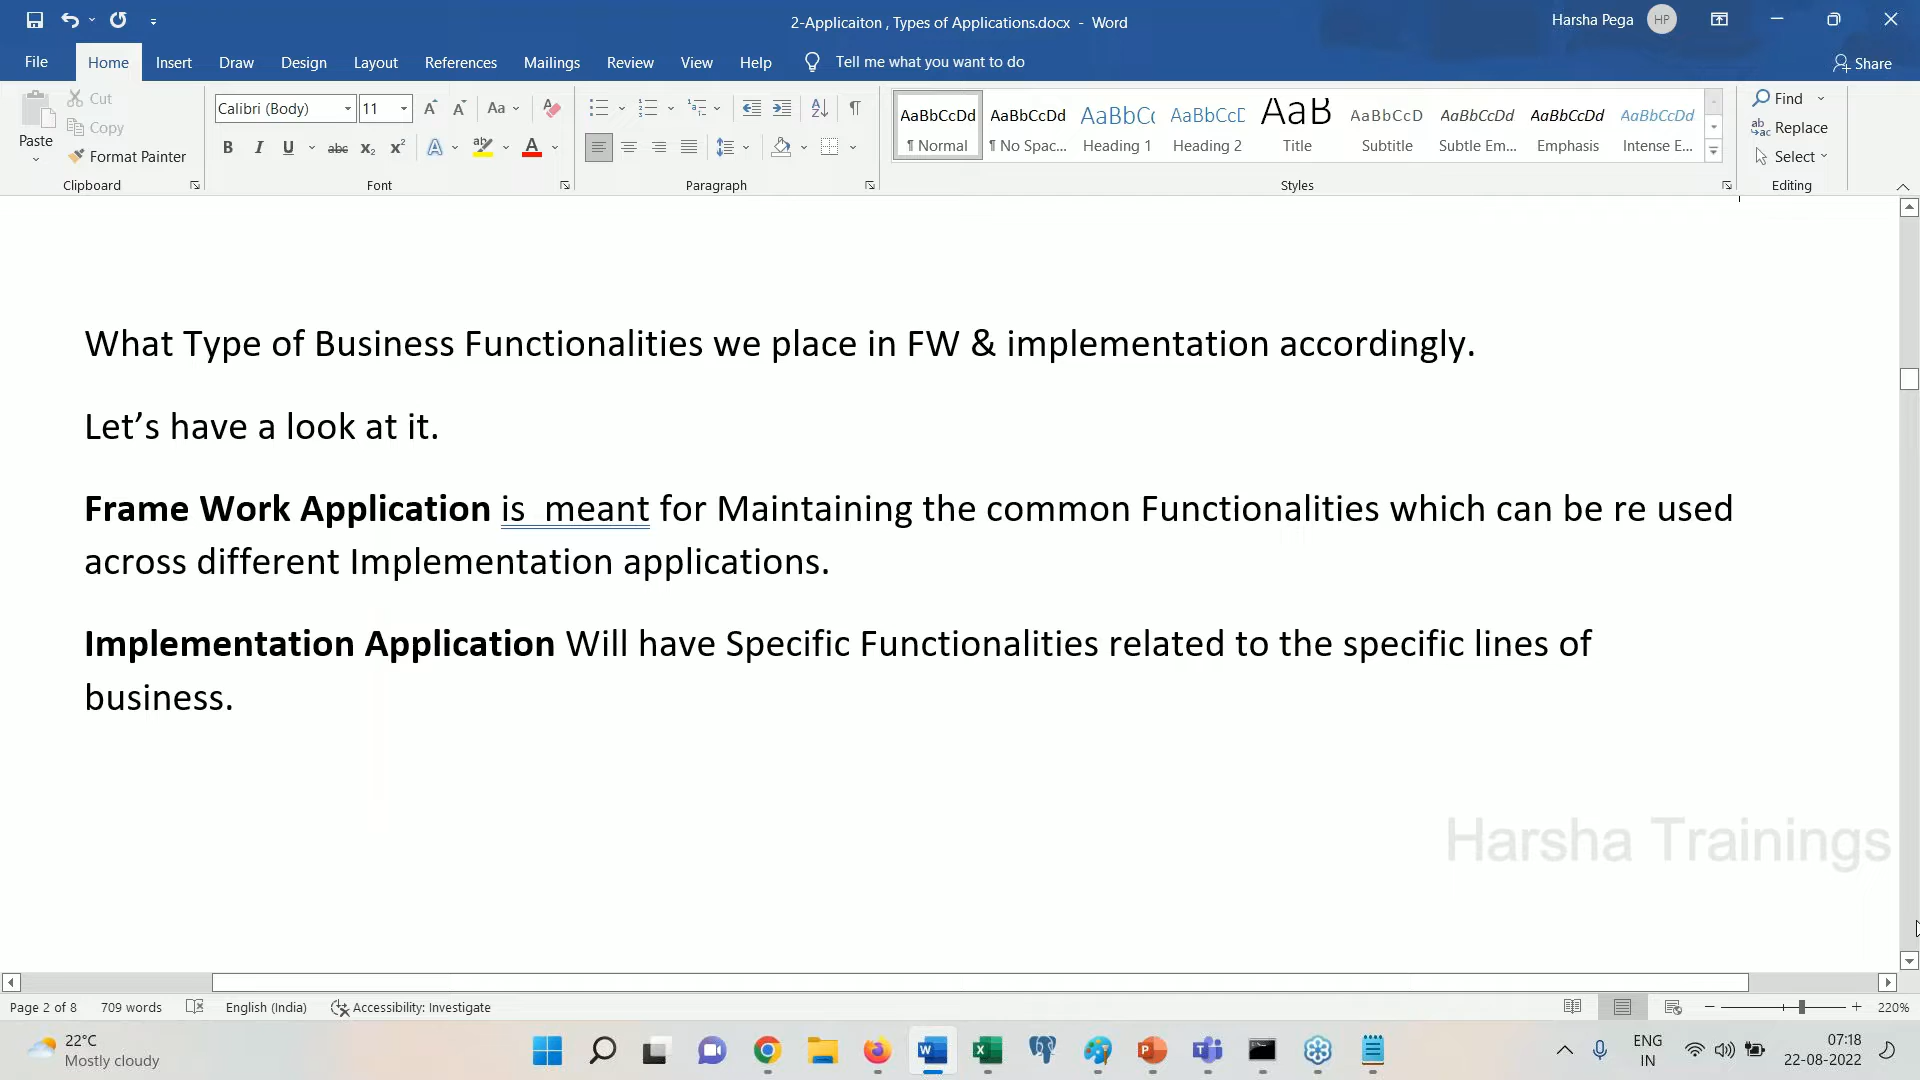 2-Applicaiton , Types of Applications.docx - Word
Harsha Pega HP
File Home Insert Draw Design Layout References Mailings Review View Help Tell me what you want to do Share
Paste Cut Copy Format Painter Clipboard
Calibri (Body) 11 Aa Font
Paragraph
AaBbCcDd AaBbCcDd AaBbC AaBbCcD AaB AaBbCcD AaBbCcDd AaBbCcDd AaBbCcDd
¶ Normal ¶ No Spac... Heading 1 Heading 2 Title Subtitle Subtle Em... Emphasis Intense E...
Styles
Find Replace Select Editing
What Type of Business Functionalities we place in FW & implementation accordingly.
Let’s have a look at it.
Frame Work Application is meant for Maintaining the common Functionalities which can be re used
across different Implementation applications.
Implementation Application Will have Specific Functionalities related to the specific lines of
business.
Harsha Trainings
Page 2 of 8 709 words English (India) Accessibility: Investigate 220%
22°C
Mostly cloudy
ENG
IN
07:18
22-08-2022